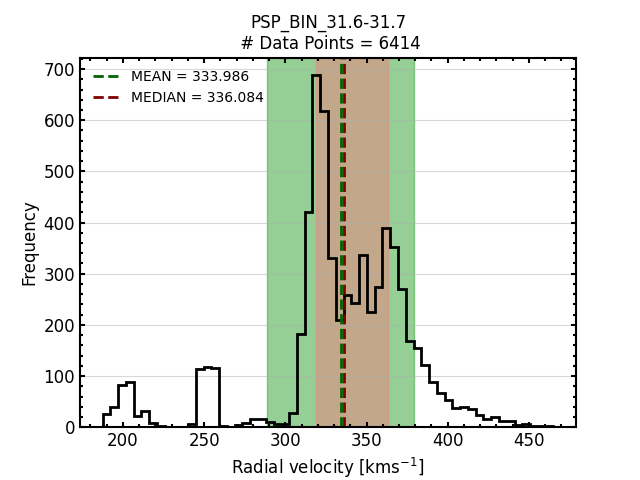 PSP_BIN_31.6-31.7
# Data Points = 6414
MEAN = 333.986
MEDIAN = 336.084
Frequency
700
600
500
400
300
200
100
0
200 250 300 350 400 450
Radial velocity [kms⁻¹]